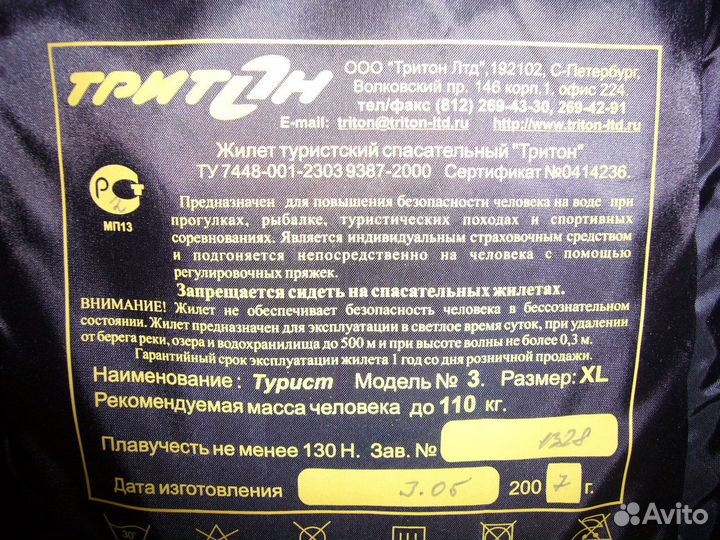 ТРИТОН
ООО "Тритон Лтд",192102, С-Петербург,
Волковский пр. 146 корп.1, офис 224.
тел/факс (812) 269-43-30, 269-42-91
E-mail: triton@triton-ltd.ru http://www.triton-ltd.ru
Жилет туристский спасательный "Тритон"
ТУ 7448-001-2303 9387-2000 Сертификат №0414236.
РСТ
МП13
Предназначен для повышения безопасности человека на воде при
прогулках, рыбалке, туристических походах и спортивных
соревнованиях. Является индивидуальным страховочным средством
и подгоняется непосредственно на человека с помощью
регулировочных пряжек.
Запрещается сидеть на спасательных жилетах.
ВНИМАНИЕ! Жилет не обеспечивает безопасность человека в бессознательном
состоянии. Жилет предназначен для эксплуатации в светлое время суток, при удалении
от берега реки, озера и водохранилища до 500 м и при высоте волны не более 0,3 м.
Гарантийный срок эксплуатации жилета 1 год со дня розничной продажи.
Наименование: Турист Модель № 3. Размер: XL
Рекомендуемая масса человека до 110 кг.
Плавучесть не менее 130 Н. Зав. № 1328
Дата изготовления 3.05 2007 г.
30°
Avito